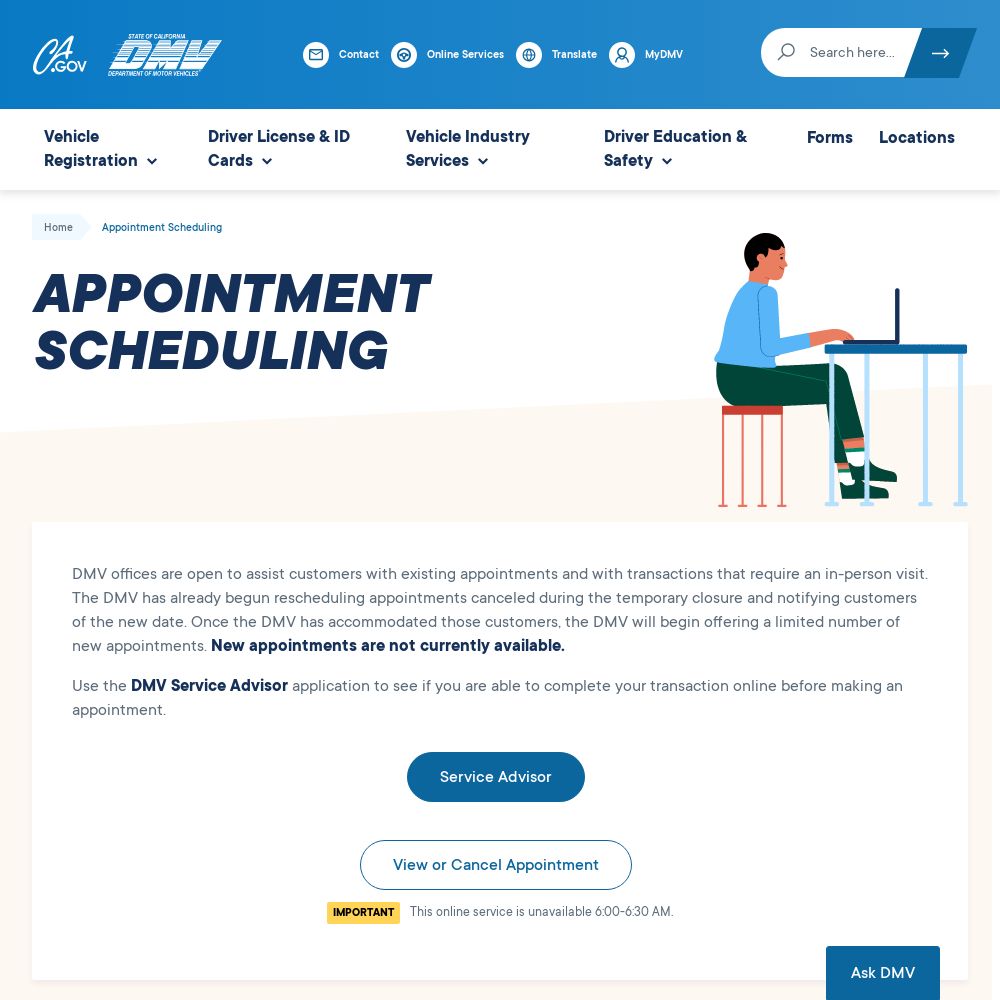 CA
.GOV
STATE OF CALIFORNIA
DMV
DEPARTMENT OF MOTOR VEHICLES
Contact
Online Services
Translate
MyDMV
Search here...
Vehicle
Registration
Driver License & ID
Cards
Vehicle Industry
Services
Driver Education &
Safety
Forms
Locations
Home
Appointment Scheduling
APPOINTMENT
SCHEDULING
DMV offices are open to assist customers with existing appointments and with transactions that require an in-person visit.
The DMV has already begun rescheduling appointments canceled during the temporary closure and notifying customers
of the new date. Once the DMV has accommodated those customers, the DMV will begin offering a limited number of
new appointments. New appointments are not currently available.
Use the DMV Service Advisor application to see if you are able to complete your transaction online before making an
appointment.
Service Advisor
View or Cancel Appointment
IMPORTANT This online service is unavailable 6:00-6:30 AM.
Ask DMV